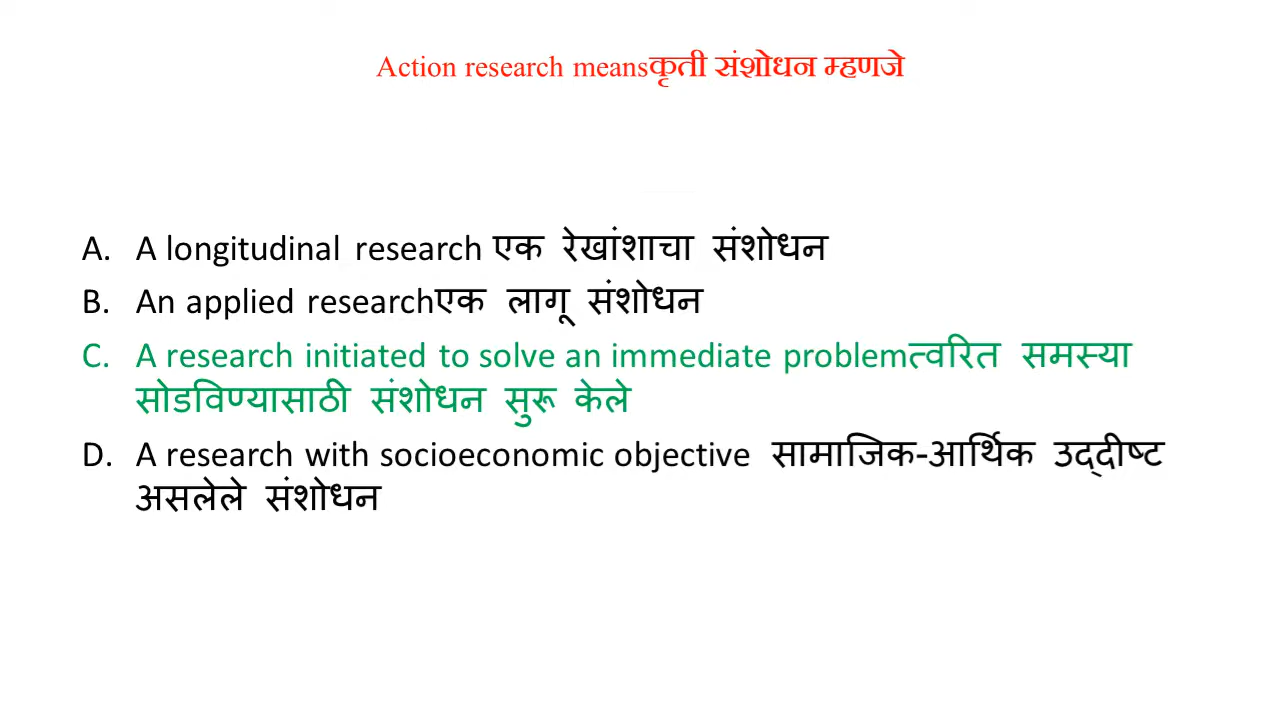 Action research meansकृती संशोधन म्हणजे
A. A longitudinal research एक रेखांशाचा संशोधन
B. An applied researchएक लागू संशोधन
C. A research initiated to solve an immediate problemत्वरित समस्या
सोडविण्यासाठी संशोधन सुरू केले
D. A research with socioeconomic objective सामाजिक-आर्थिक उद्दीष्ट
असलेले संशोधन